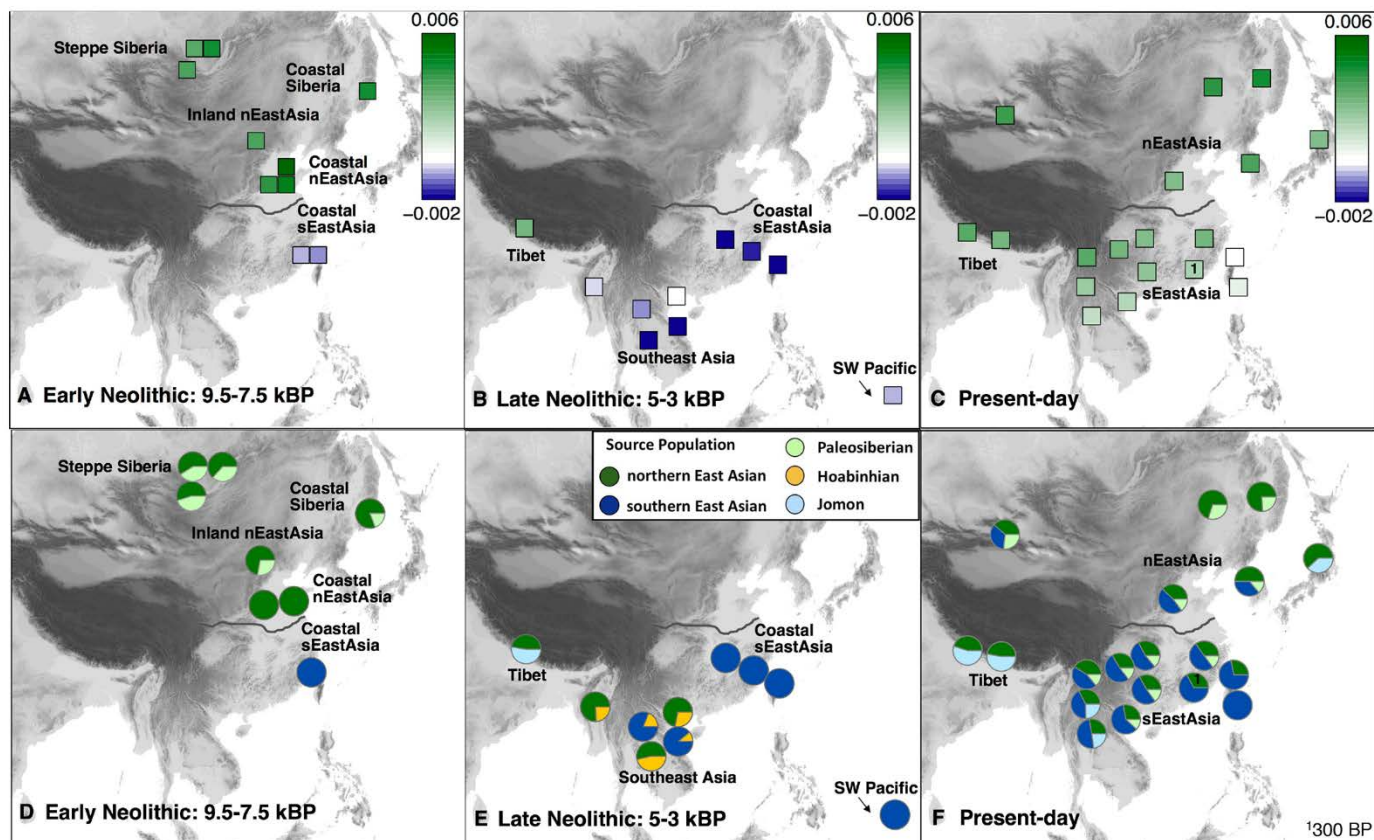 0.006
−0.002
Steppe Siberia
Coastal
Siberia
Inland nEastAsia
Coastal
nEastAsia
Coastal
sEastAsia
A Early Neolithic: 9.5-7.5 kBP
0.006
−0.002
Coastal
sEastAsia
Tibet
Southeast Asia
SW Pacific
B Late Neolithic: 5-3 kBP
0.006
−0.002
nEastAsia
Tibet
1
sEastAsia
C Present-day
Steppe Siberia
Coastal
Siberia
Inland nEastAsia
Coastal
nEastAsia
Coastal
sEastAsia
D Early Neolithic: 9.5-7.5 kBP
Source Population
northern East Asian
southern East Asian
Paleosiberian
Hoabinhian
Jomon
Coastal
sEastAsia
Tibet
Southeast Asia
SW Pacific
E Late Neolithic: 5-3 kBP
nEastAsia
Tibet
1
sEastAsia
F Present-day
¹300 BP